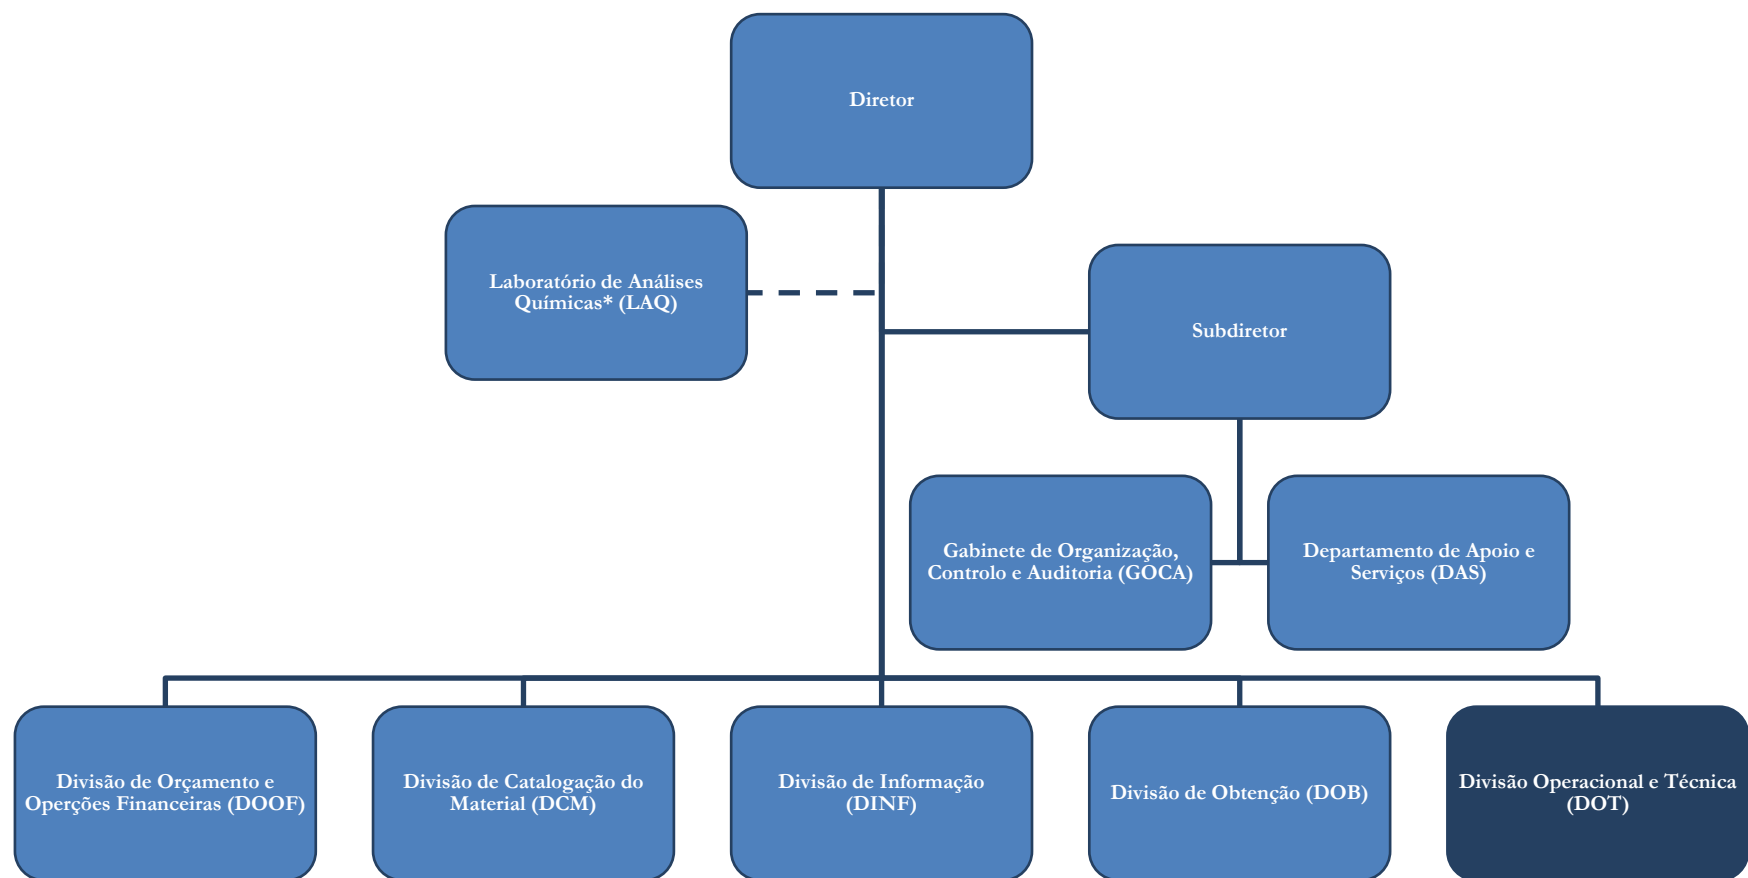 Diretor
Laboratório de Análises
Químicas* (LAQ)
Subdiretor
Gabinete de Organização,
Controlo e Auditoria (GOCA)
Departamento de Apoio e
Serviços (DAS)
Divisão de Orçamento e
Operções Financeiras (DOOF)
Divisão de Catalogação do
Material (DCM)
Divisão de Informação
(DINF)
Divisão de Obtenção (DOB)
Divisão Operacional e Técnica
(DOT)